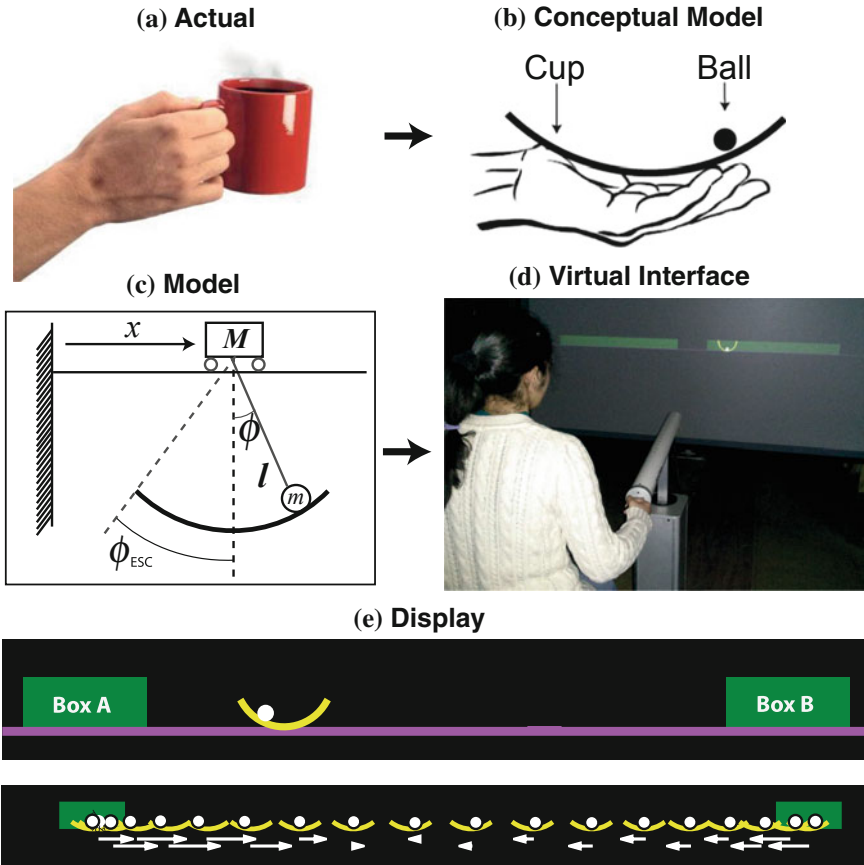 (a) Actual
(b) Conceptual Model
Cup
Ball
(c) Model
x
M
ϕ
l
m
ϕESC
(d) Virtual Interface
(e) Display
Box A
Box B